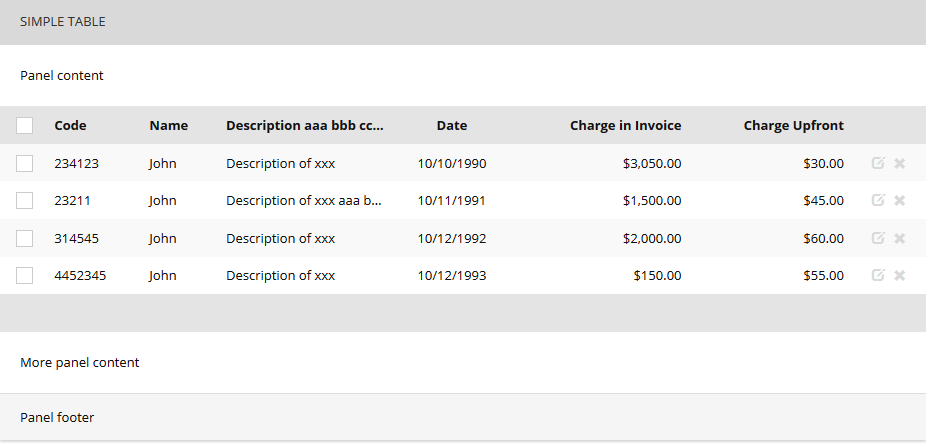 SIMPLE TABLE
Panel content
Code Name Description aaa bbb cc... Date Charge in Invoice Charge Upfront
234123 John Description of xxx 10/10/1990 $3,050.00 $30.00
23211 John Description of xxx aaa b... 10/11/1991 $1,500.00 $45.00
314545 John Description of xxx 10/12/1992 $2,000.00 $60.00
4452345 John Description of xxx 10/12/1993 $150.00 $55.00
More panel content
Panel footer